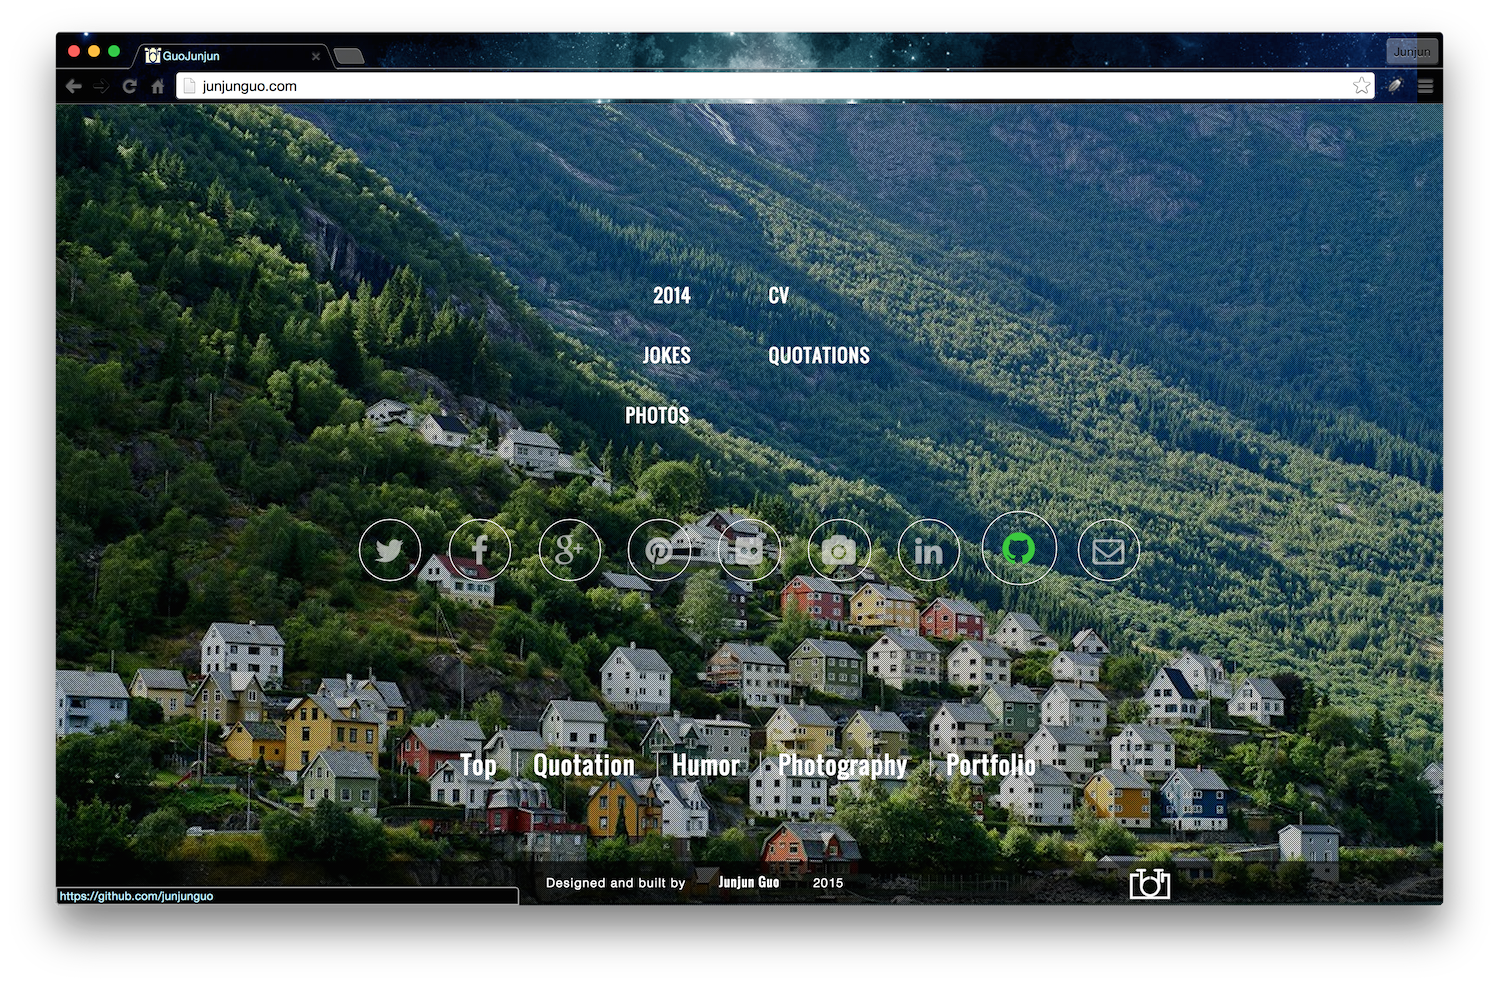 GuoJunjun
Junjun
junjunguo.com
2014 CV
JOKES QUOTATIONS
PHOTOS
Top | Quotation | Humor | Photography | Portfolio
Designed and built by Junjun Guo 2015
https://github.com/junjunguo